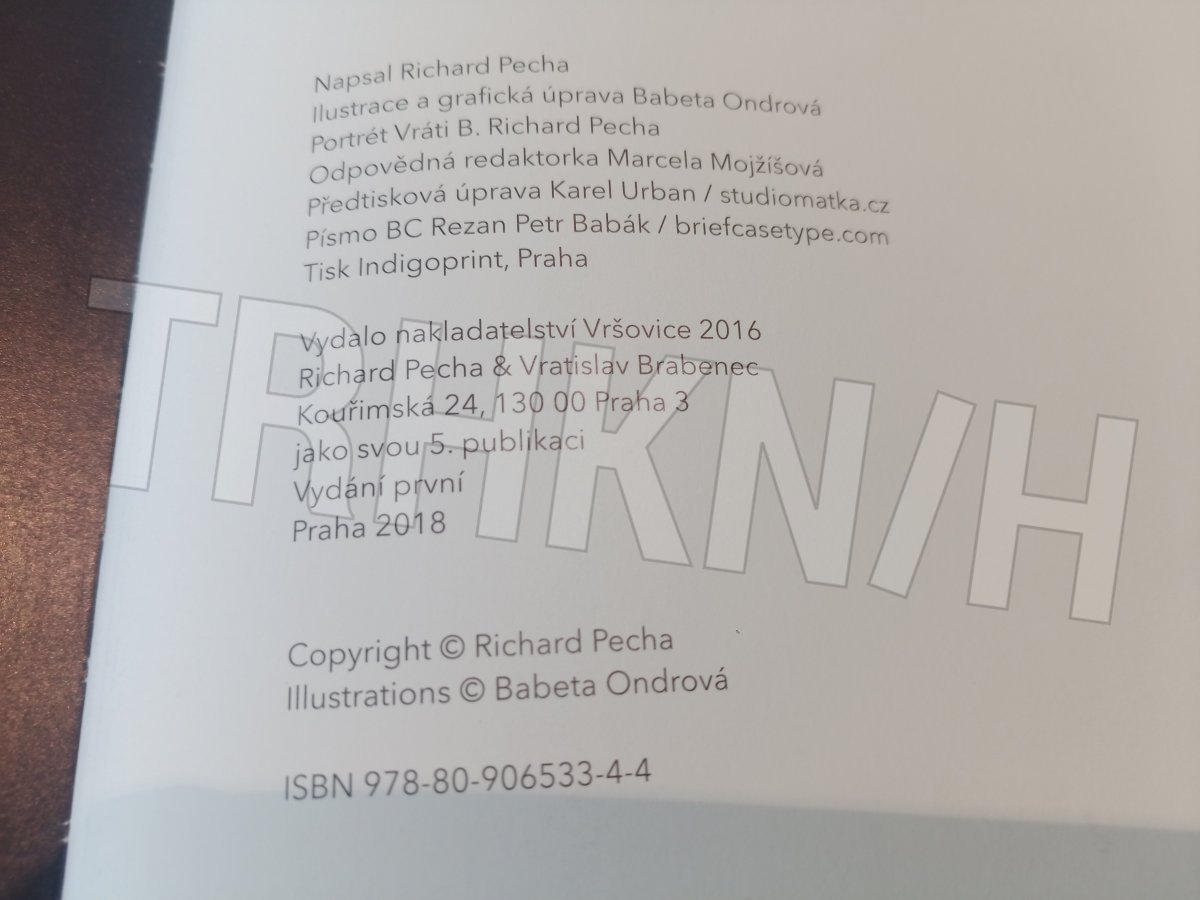 Napsal Richard Pecha
Ilustrace a grafická úprava Babeta Ondrová
Portrét Vráti B. Richard Pecha
Odpovědná redaktorka Marcela Mojžíšová
Předtisková úprava Karel Urban / studiomatka.cz
Písmo BC Rezan Petr Babák / briefcasetype.com
Tisk Indigoprint, Praha
Vydalo nakladatelství Vršovice 2016
Richard Pecha & Vratislav Brabenec
Kouřimská 24, 130 00 Praha 3
jako svou 5. publikaci
Vydání první
Praha 2018
TRHKN/H
Copyright © Richard Pecha
Illustrations © Babeta Ondrová
ISBN 978-80-906533-4-4